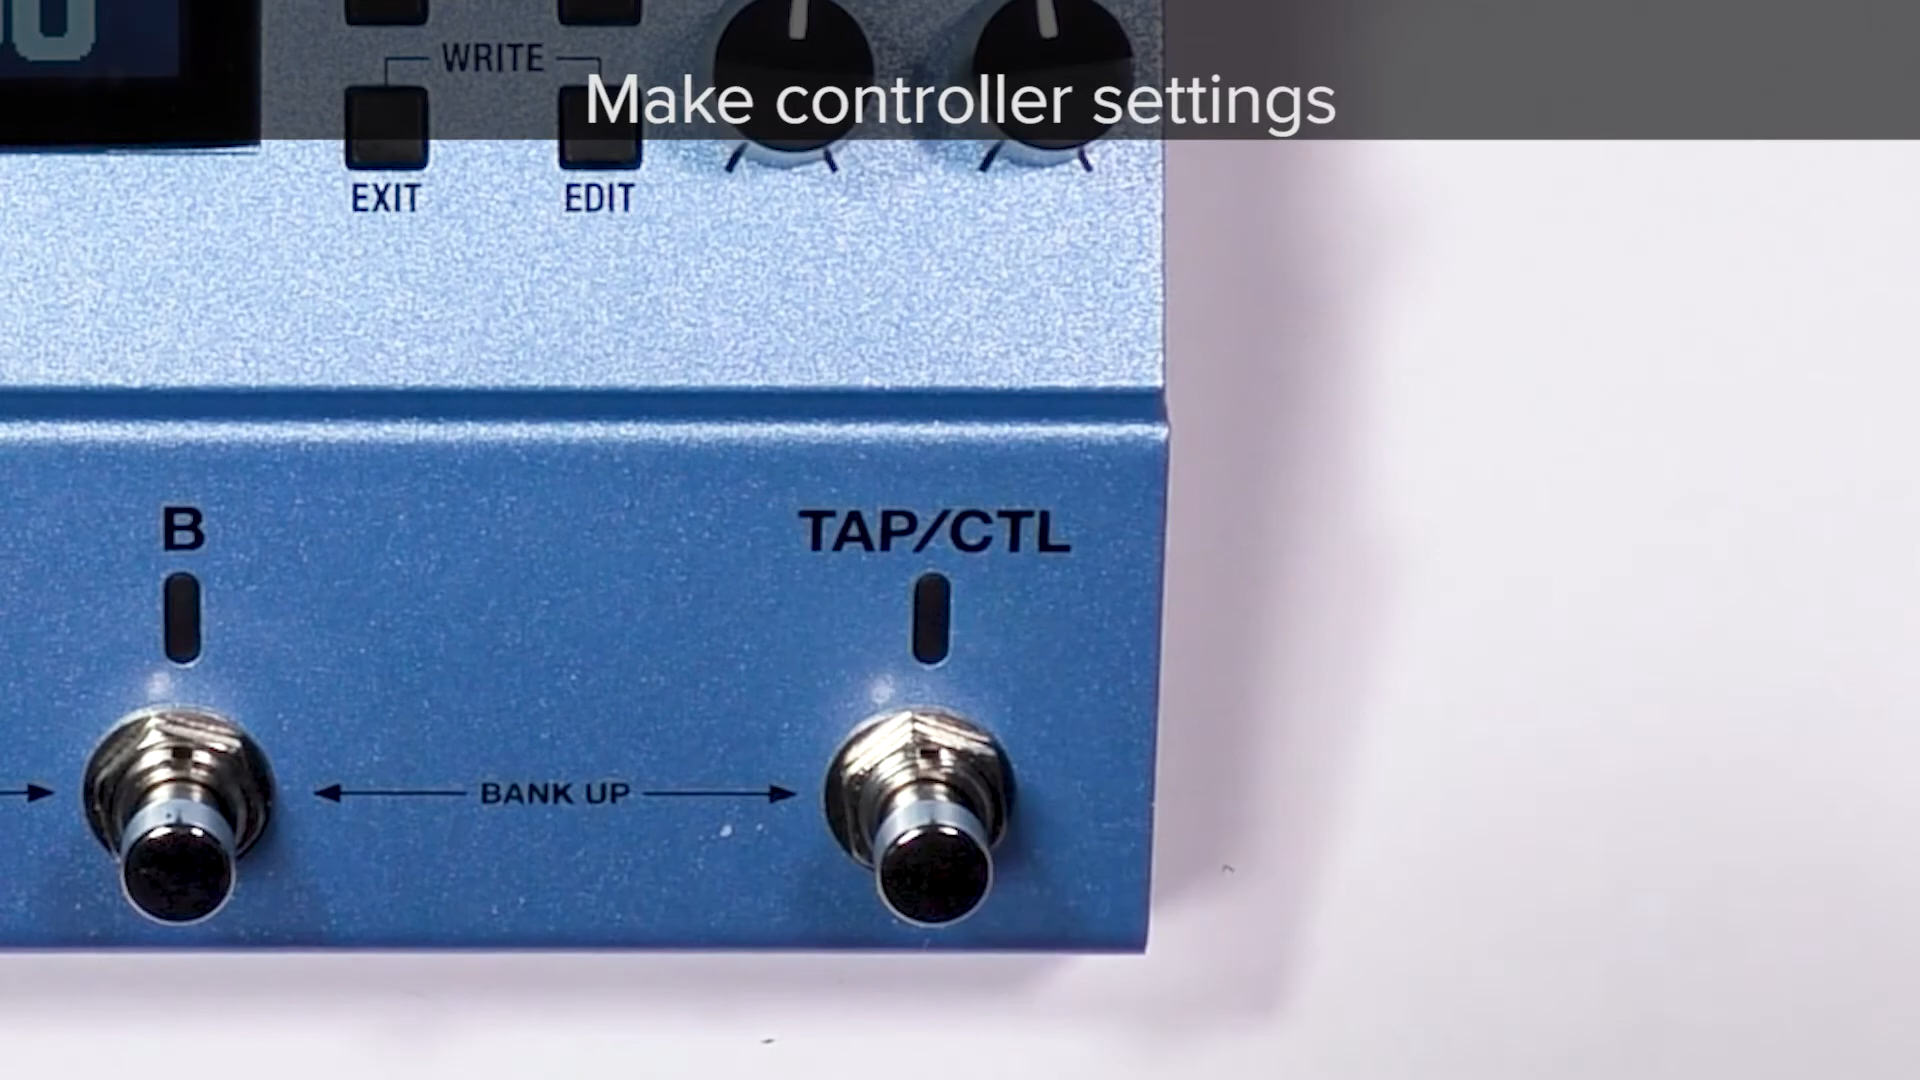 WRITE
Make controller settings
EXIT
EDIT
B
TAP/CTL
BANK UP